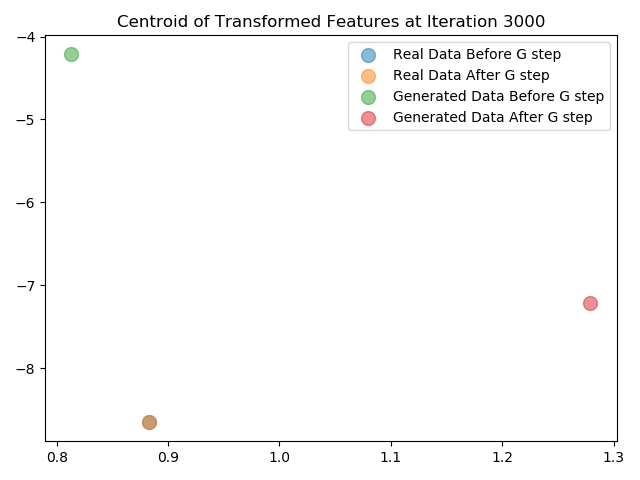 Centroid of Transformed Features at Iteration 3000
Real Data Before G step
Real Data After G step
Generated Data Before G step
Generated Data After G step
−4
−5
−6
−7
−8
0.8 0.9 1.0 1.1 1.2 1.3